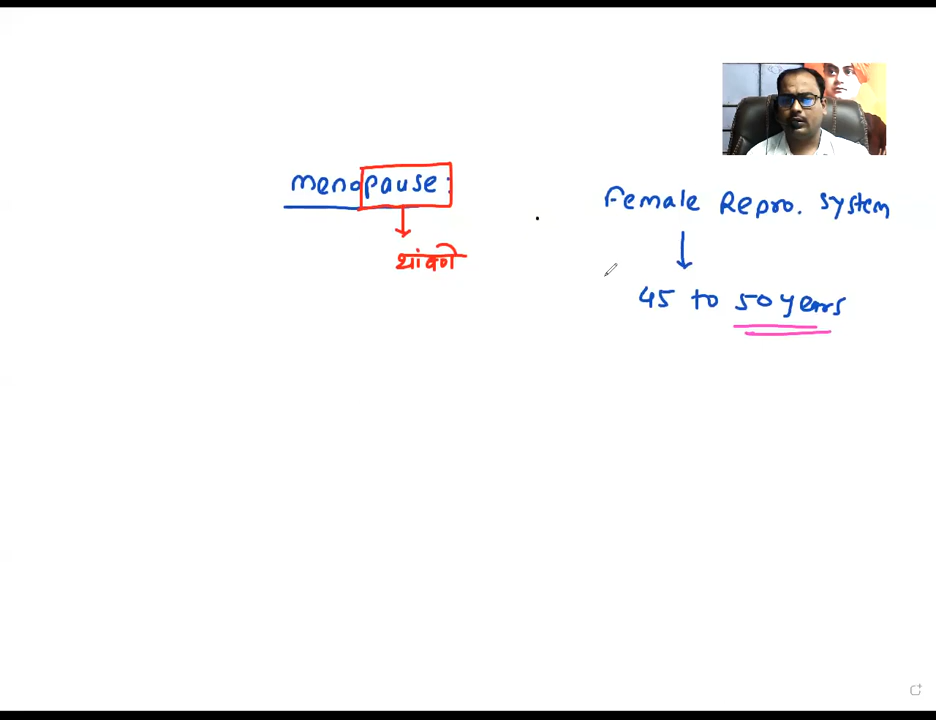 menopause:
थांबणे
Female Repro. System
45 to 50 years